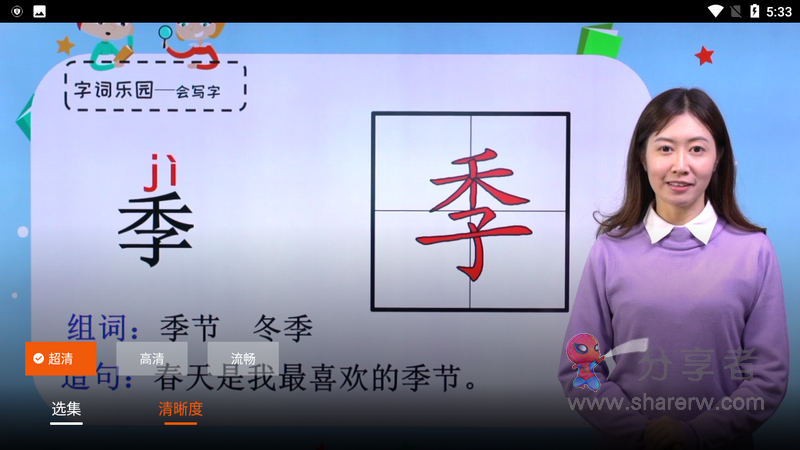 5:33
字词乐园——会写字
jì
季
季
组词：季节 冬季
超清 高清 流畅
造句：春天是我最喜欢的季节。
分享者
www.sharerw.com
选集 清晰度